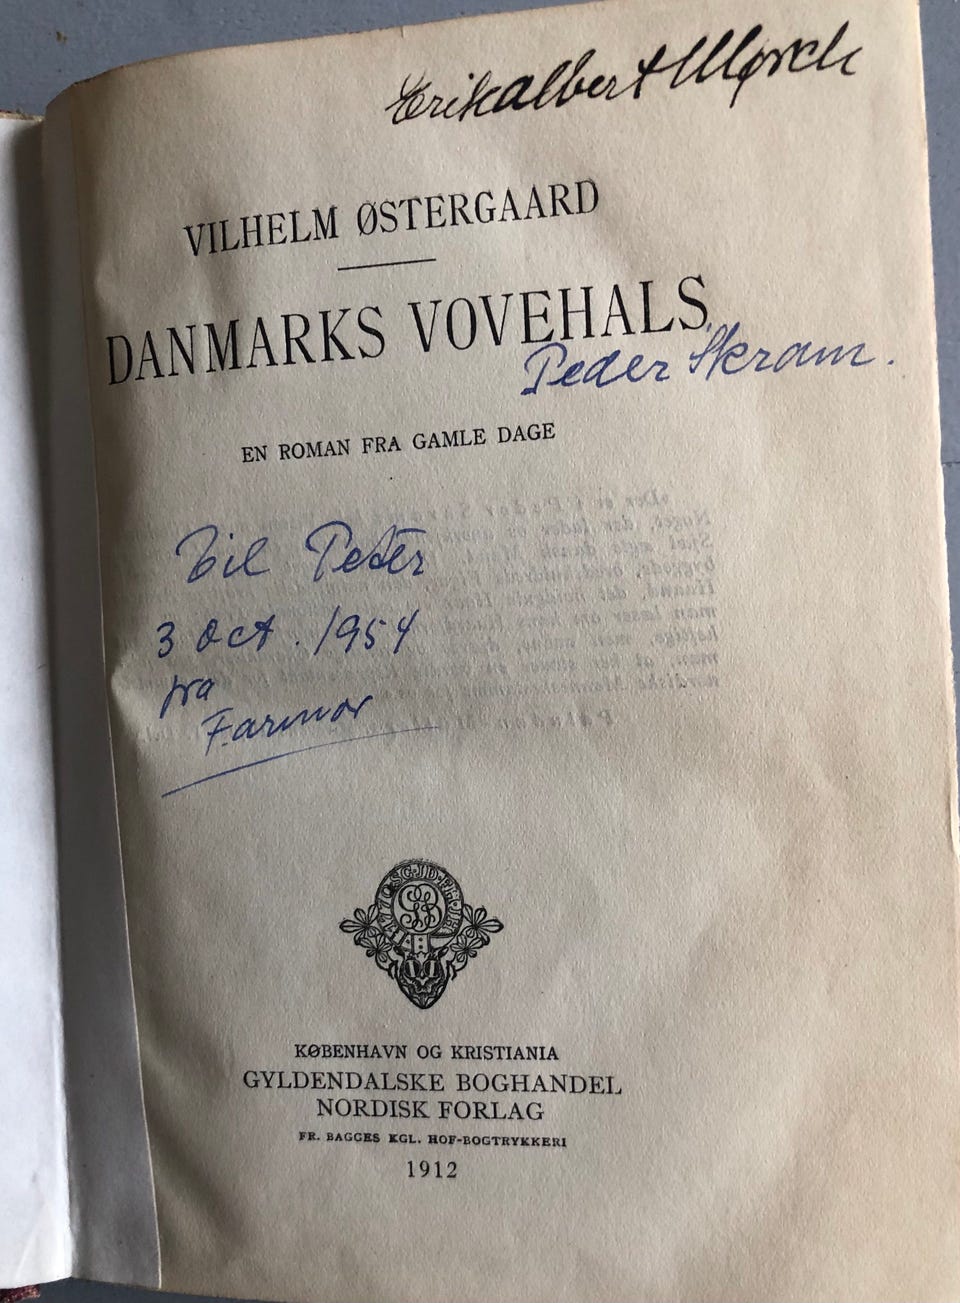 Erik albert Mørch
VILHELM ØSTERGAARD
DANMARKS VOVEHALS
Peder Skram.
EN ROMAN FRA GAMLE DAGE
Til Peter
3 Oct. 1954
fra
Farmor
KØBENHAVN OG KRISTIANIA
GYLDENDALSKE BOGHANDEL
NORDISK FORLAG
FR. BAGGES KGL. HOF-BOGTRYKKERI
1912